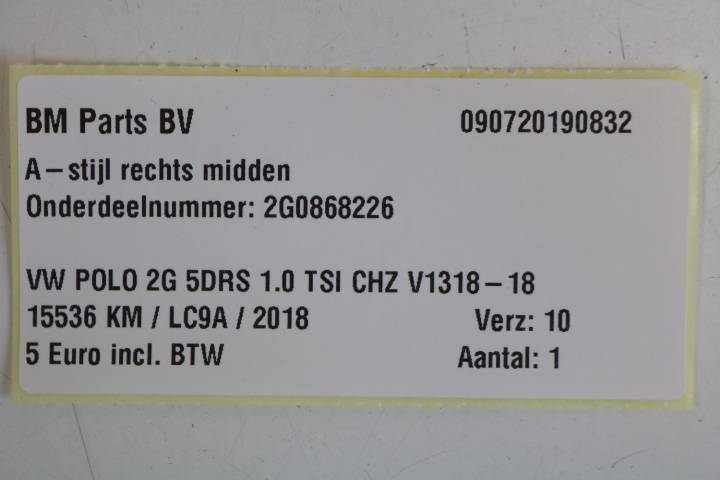 BM Parts BV 090720190832
A-stijl rechts midden
Onderdeelnummer: 2G0868226
VW POLO 2G 5DRS 1.0 TSI CHZ V1318-18
15536 KM / LC9A / 2018 Verz: 10
5 Euro incl. BTW Aantal: 1